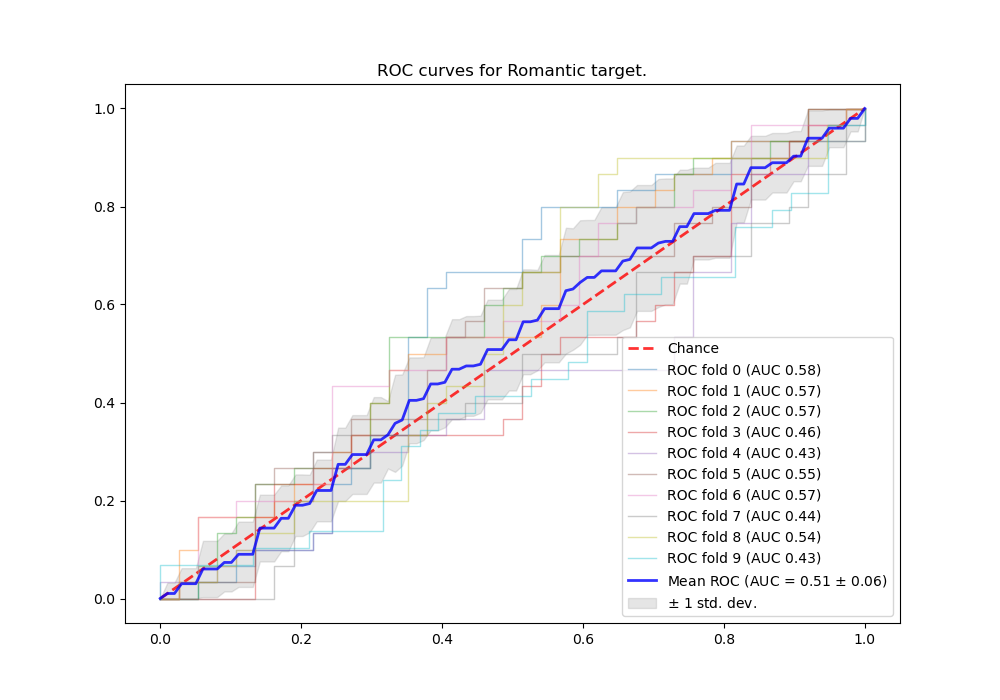 ROC curves for Romantic target.
1.0
0.8
0.6
0.4
0.2
0.0
Chance
ROC fold 0 (AUC 0.58)
ROC fold 1 (AUC 0.57)
ROC fold 2 (AUC 0.57)
ROC fold 3 (AUC 0.46)
ROC fold 4 (AUC 0.43)
ROC fold 5 (AUC 0.55)
ROC fold 6 (AUC 0.57)
ROC fold 7 (AUC 0.44)
ROC fold 8 (AUC 0.54)
ROC fold 9 (AUC 0.43)
Mean ROC (AUC = 0.51 ± 0.06)
± 1 std. dev.
0.0 0.2 0.4 0.6 0.8 1.0